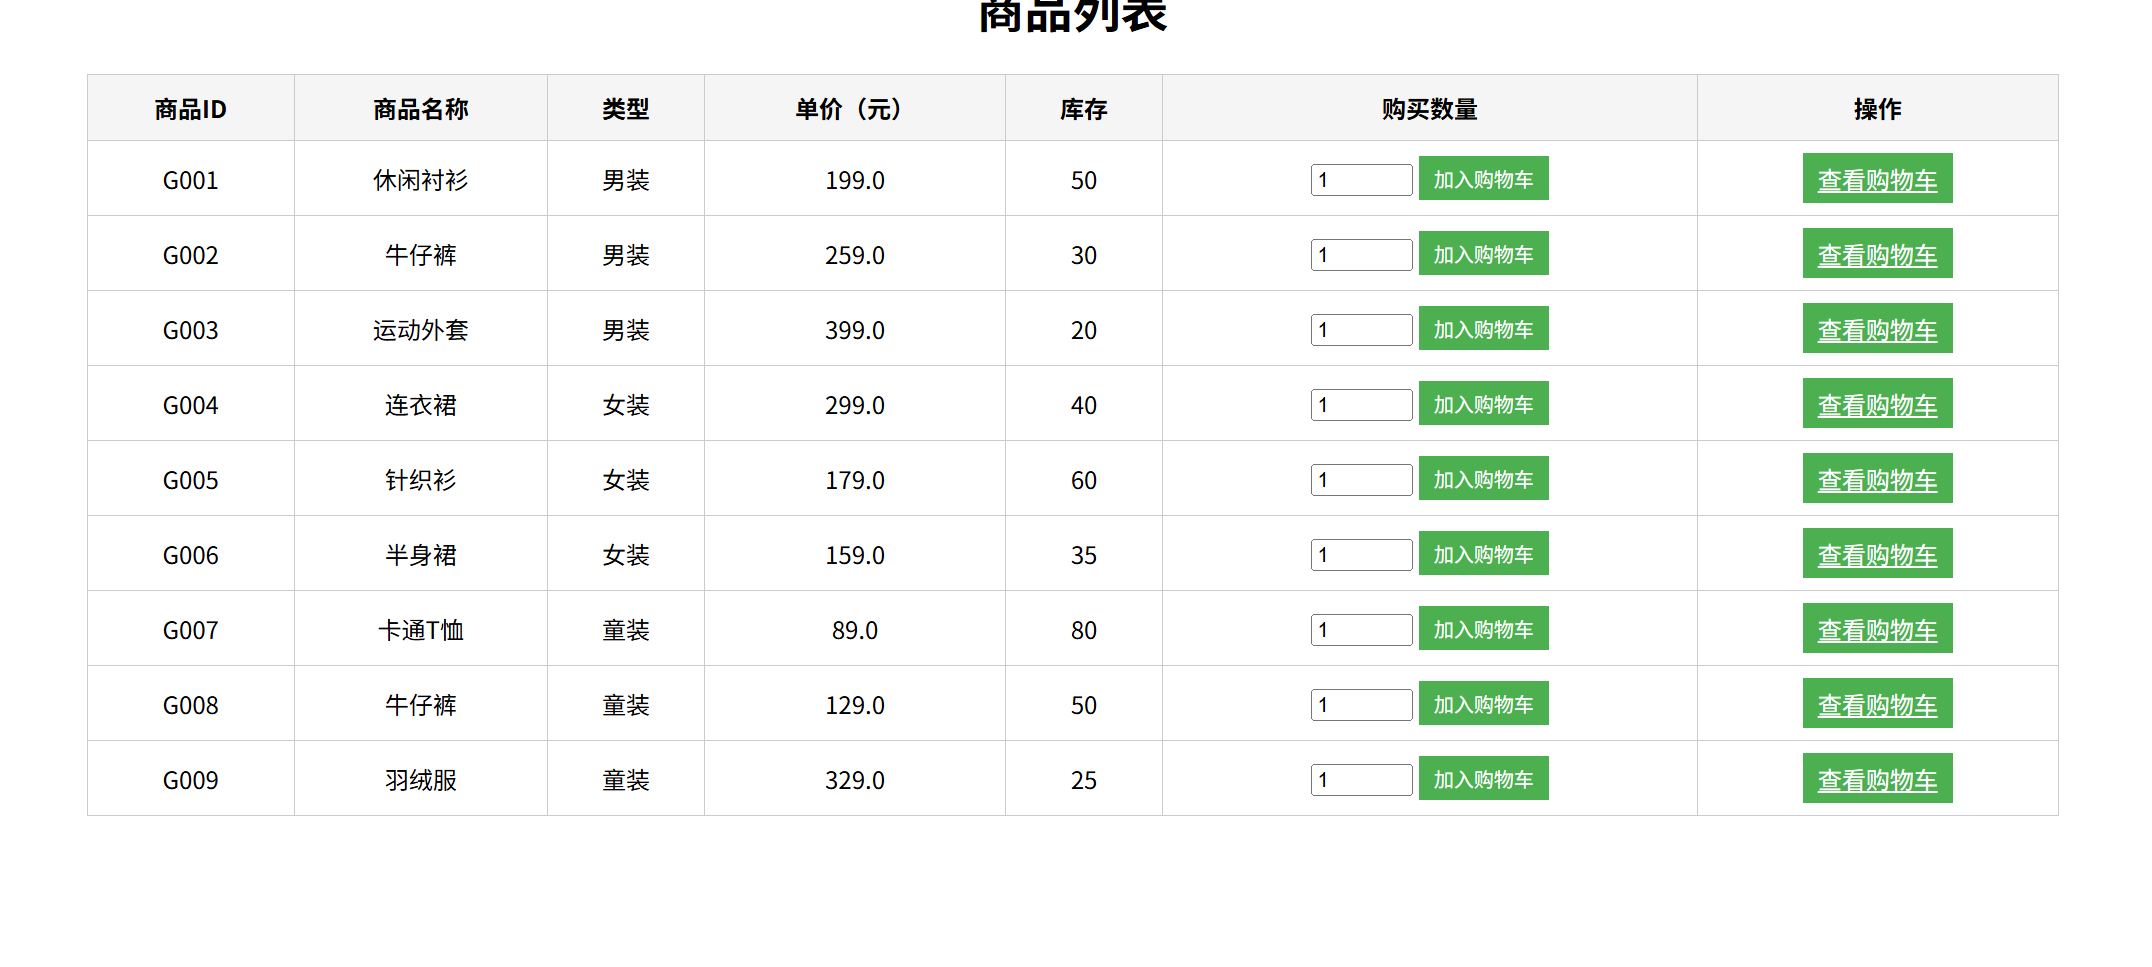 商品列表
商品ID 商品名称 类型 单价（元） 库存 购买数量 操作
G001 休闲衬衫 男装 199.0 50 1 加入购物车 查看购物车
G002 牛仔裤 男装 259.0 30 1 加入购物车 查看购物车
G003 运动外套 男装 399.0 20 1 加入购物车 查看购物车
G004 连衣裙 女装 299.0 40 1 加入购物车 查看购物车
G005 针织衫 女装 179.0 60 1 加入购物车 查看购物车
G006 半身裙 女装 159.0 35 1 加入购物车 查看购物车
G007 卡通T恤 童装 89.0 80 1 加入购物车 查看购物车
G008 牛仔裤 童装 129.0 50 1 加入购物车 查看购物车
G009 羽绒服 童装 329.0 25 1 加入购物车 查看购物车